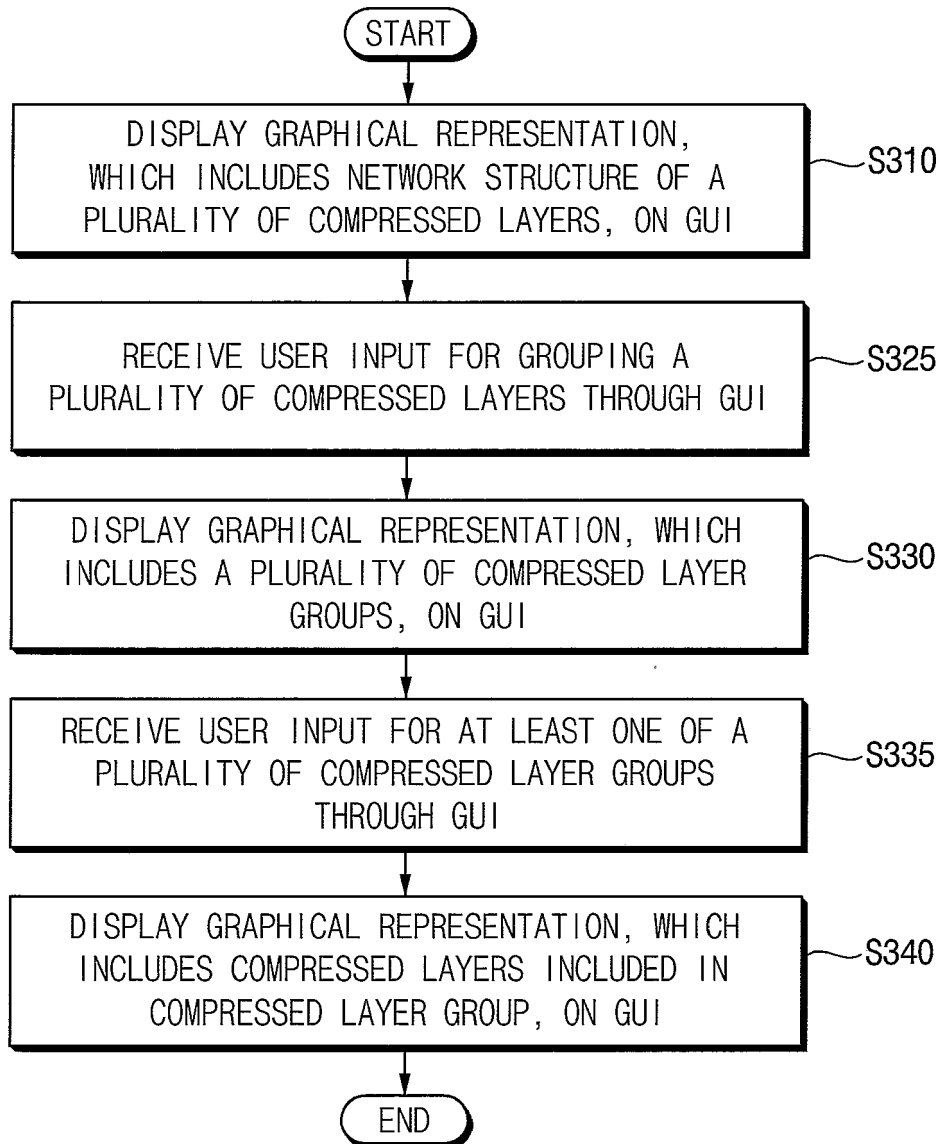 START
DISPLAY GRAPHICAL REPRESENTATION,
WHICH INCLUDES NETWORK STRUCTURE OF A
PLURALITY OF COMPRESSED LAYERS, ON GUI
S310
RECEIVE USER INPUT FOR GROUPING A
PLURALITY OF COMPRESSED LAYERS THROUGH GUI
S325
DISPLAY GRAPHICAL REPRESENTATION, WHICH
INCLUDES A PLURALITY OF COMPRESSED LAYER
GROUPS, ON GUI
S330
RECEIVE USER INPUT FOR AT LEAST ONE OF A
PLURALITY OF COMPRESSED LAYER GROUPS
THROUGH GUI
S335
DISPLAY GRAPHICAL REPRESENTATION, WHICH
INCLUDES COMPRESSED LAYERS INCLUDED IN
COMPRESSED LAYER GROUP, ON GUI
S340
END